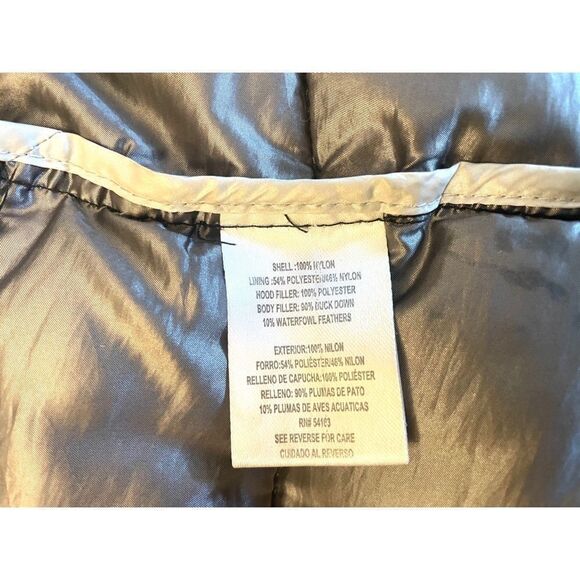 SHELL:100% NYLON
LINING:54% POLYESTER/46% NYLON
HOOD FILLER: 100% POLYESTER
BODY FILLER: 90% DUCK DOWN
10% WATERFOWL FEATHERS
EXTERIOR:100% NILON
FORRO:54% POLIÉSTER/46% NILON
RELLENO DE CAPUCHA:100% POLIÉSTER
RELLENO: 90% PLUMAS DE PATO
10% PLUMAS DE AVES ACUATICAS
RN# 54163
SEE REVERSE FOR CARE
CUIDADO AL REVERSO